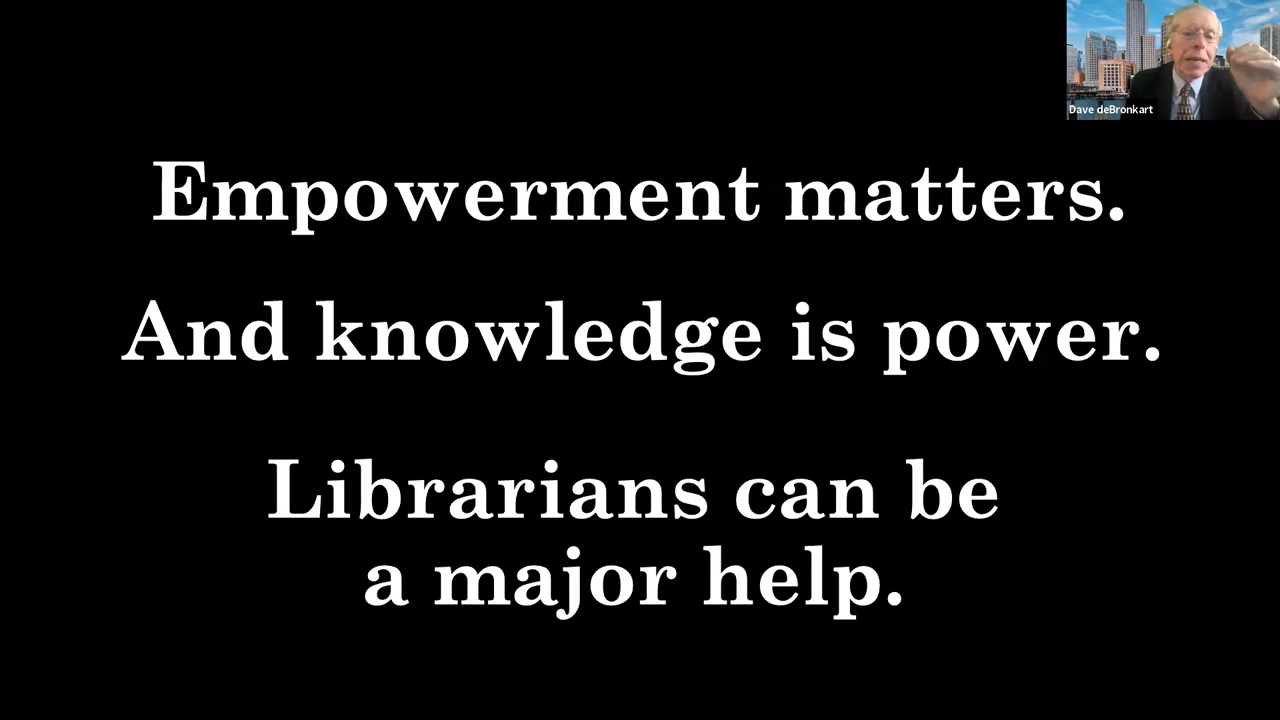 Dave deBronkart
Empowerment matters.
And knowledge is power.
Librarians can be
a major help.